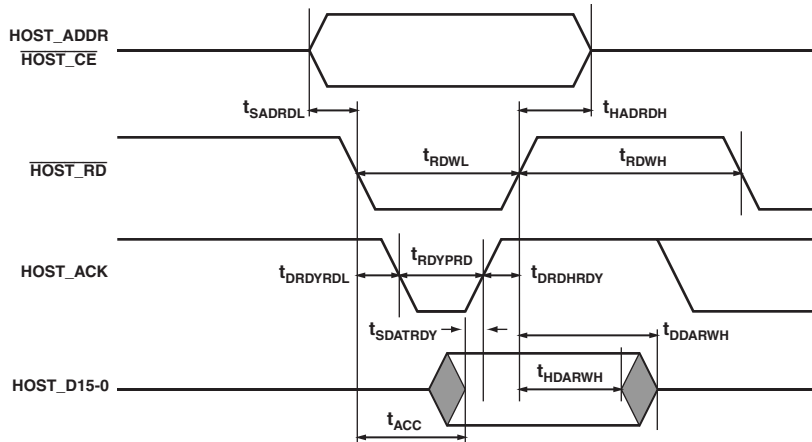 HOST_ADDR
HOST_CE
tSADRDL
tHADRDH
HOST_RD
tRDWL
tRDWH
HOST_ACK
tDRDYRDL
tRDYPRD
tDRDHRDY
tSDATRDY
tDDARWH
HOST_D15-0
tHDARWH
tACC